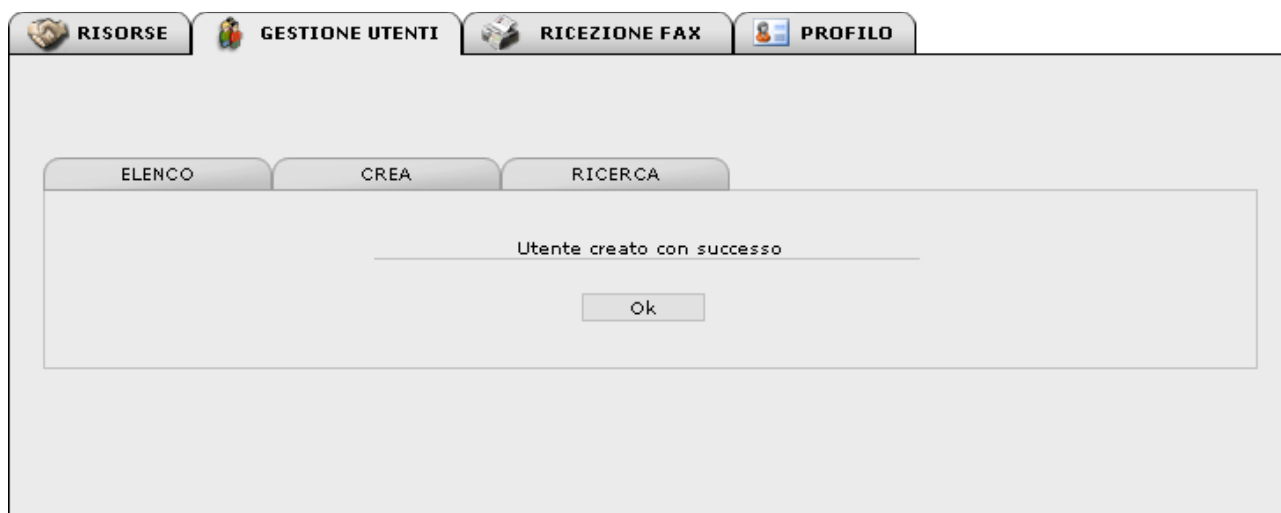 RISORSE GESTIONE UTENTI RICEZIONE FAX PROFILO
ELENCO CREA RICERCA
Utente creato con successo
Ok